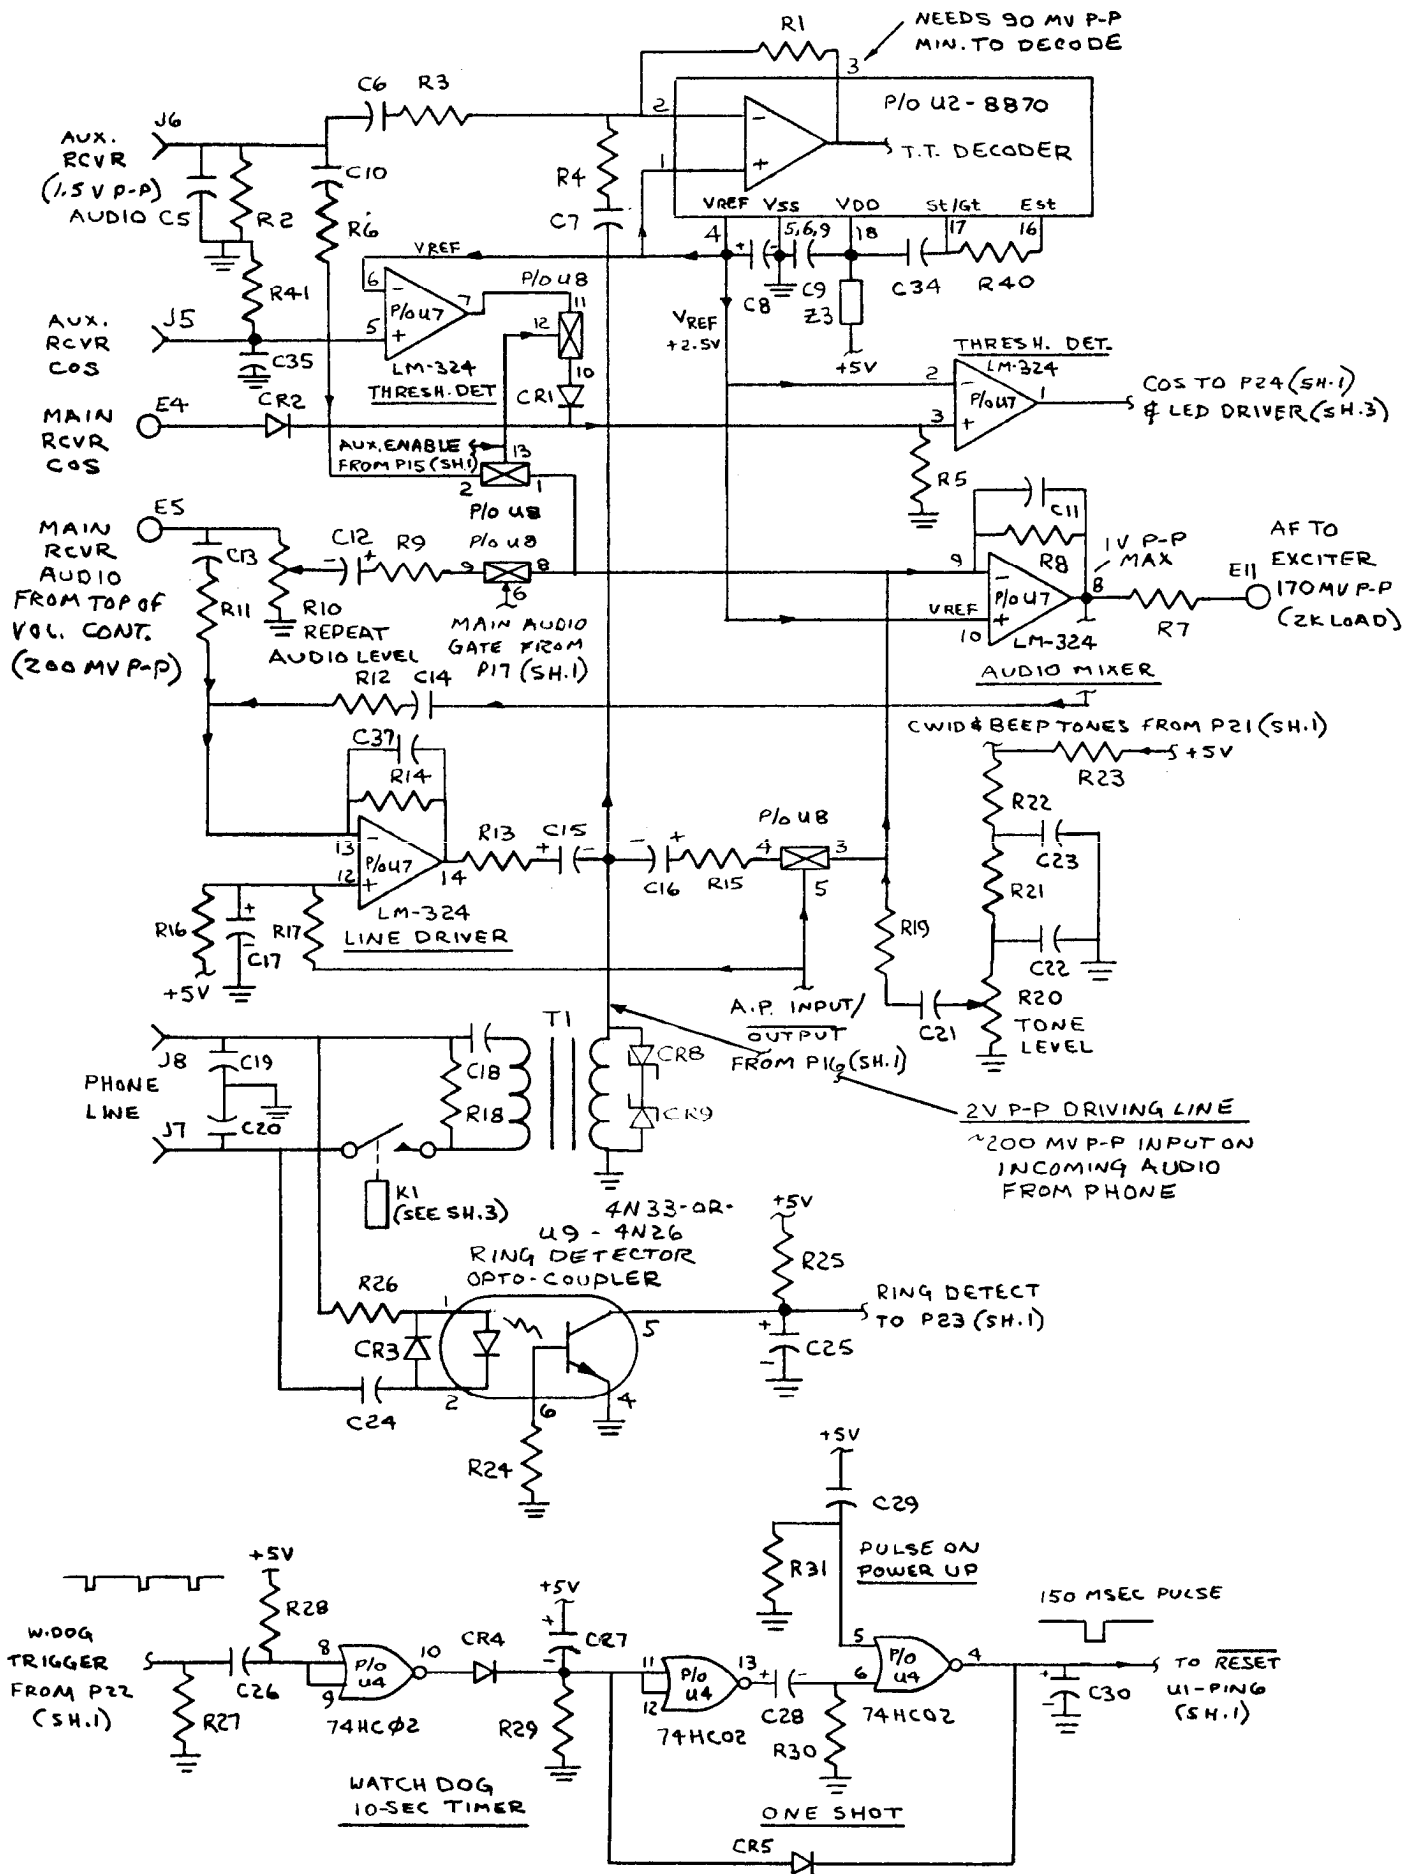 R1
NEEDS 90 MV P-P
MIN. TO DECODE
3
C6
R3
P/O U2-8870
J6
2
-
AUX.
RCVR
(1.5 V P-P)
AUDIO
C5
R2
C10
R4
1
+
T.T. DECODER
R6
C7
VREF
VSS
VDD
St/Gt
Est
4
5,6,9
18
17
16
VREF
+
-
R41
6
-
P/O U7
7
P/O U8
11
C8
C9
C34
R40
Z3
J5
5
+
12
VREF
+2.5V
AUX.
RCVR
COS
C35
LM-324
THRESH. DET
10
CR1
+5V
THRESH. DET.
LM-324
2
-
P/O U7
1
COS TO P24 (SH.1)
& LED DRIVER (SH.3)
E4
CR2
3
+
MAIN
RCVR
COS
AUX. ENABLE
FROM P15 (SH.1)
13
2
1
P/O U8
R5
E5
C11
MAIN
RCVR
AUDIO
FROM TOP OF
VOL. CONT.
(200 MV P-P)
C13
C12
-
+
R9
P/O U8
9
8
6
9
-
R8
P/O U7
1V P-P
MAX
8
AF TO
EXCITER
170 MV P-P
(2K LOAD)
E11
R11
R10
REPEAT
AUDIO LEVEL
MAIN AUDIO
GATE FROM
P17 (SH.1)
VREF
10
+
LM-324
R7
AUDIO MIXER
R12
C14
CWID & BEEP TONES FROM P21 (SH.1)
C37
R14
+5V
R23
R22
13
-
P/O U7
R13
C15
+
-
-
+
P/O U8
4
3
C23
12
+
14
C16
R15
5
R21
R16
+
-
C17
R17
LM-324
LINE DRIVER
R19
C22
+5V
A.P. INPUT/
OUTPUT
FROM P16 (SH.1)
C21
R20
TONE
LEVEL
J8
C19
C18
T1
CR8
PHONE
LINE
R18
CR9
C20
J7
2V P-P DRIVING LINE
~200 MV P-P INPUT ON
INCOMING AUDIO
FROM PHONE
K1
(SEE SH.3)
4N33-OR-
U9 - 4N26
RING DETECTOR
OPTO-COUPLER
+5V
R25
R26
1
5
RING DETECT
TO P23 (SH.1)
CR3
+
-
C25
C24
2
6
4
R24
+5V
C29
R31
PULSE ON
POWER UP
+5V
R28
+5V
150 MSEC PULSE
W.DOG
TRIGGER
FROM P22
(SH.1)
C26
8
9
P/O
U4
10
CR4
+
-
C27
11
12
P/O
U4
13
+
-
C28
5
6
P/O
U4
4
+
-
C30
TO RESET
U1-PIN6
(SH.1)
R27
74HCØ2
R29
74HC02
R30
74HC02
WATCH DOG
10-SEC TIMER
ONE SHOT
CR5